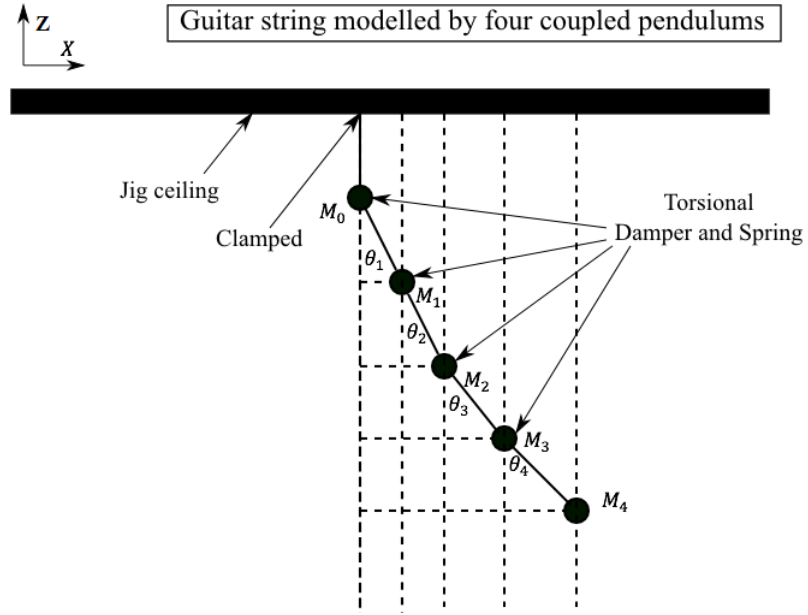 Guitar string modelled by four coupled pendulums
Z
X
Jig ceiling
Clamped
Torsional
Damper and Spring
M₀
θ₁
M₁
θ₂
M₂
θ₃
M₃
θ₄
M₄